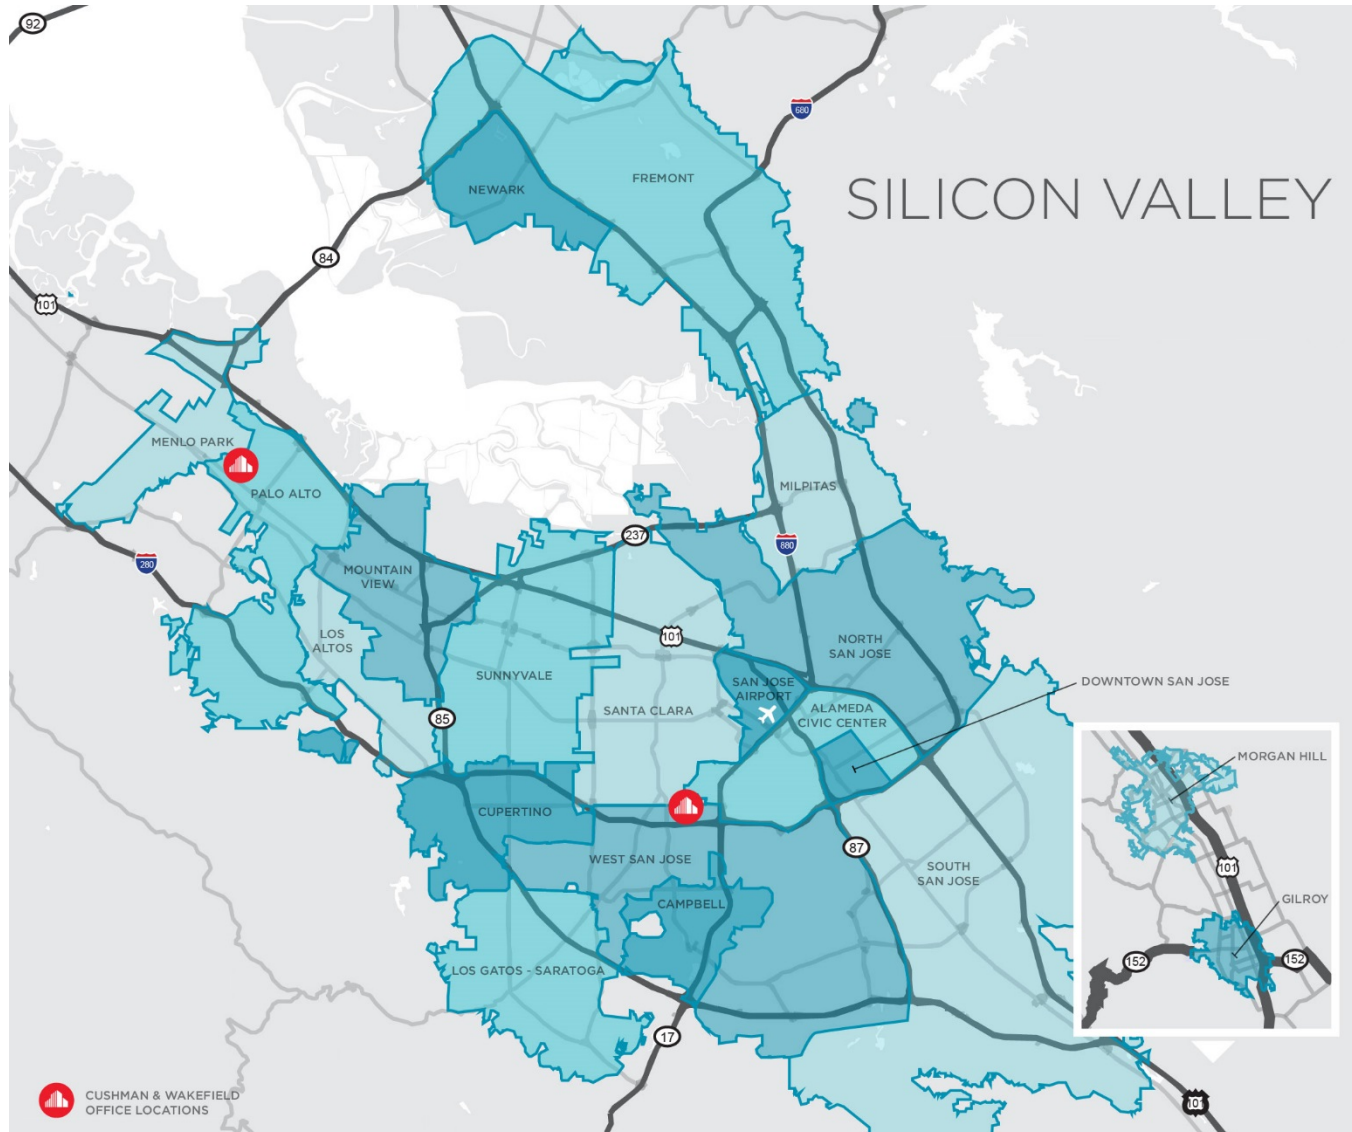 92
680
SILICON VALLEY
FREMONT
NEWARK
84
101
MENLO PARK
PALO ALTO
MILPITAS
237
880
280
MOUNTAIN
VIEW
LOS
ALTOS
101
NORTH
SAN JOSE
SUNNYVALE
SAN JOSE
AIRPORT
DOWNTOWN SAN JOSE
SANTA CLARA
ALAMEDA
CIVIC CENTER
85
MORGAN HILL
CUPERTINO
87
WEST SAN JOSE
SOUTH
SAN JOSE
101
CAMPBELL
GILROY
LOS GATOS - SARATOGA
152
152
17
CUSHMAN & WAKEFIELD
OFFICE LOCATIONS
101